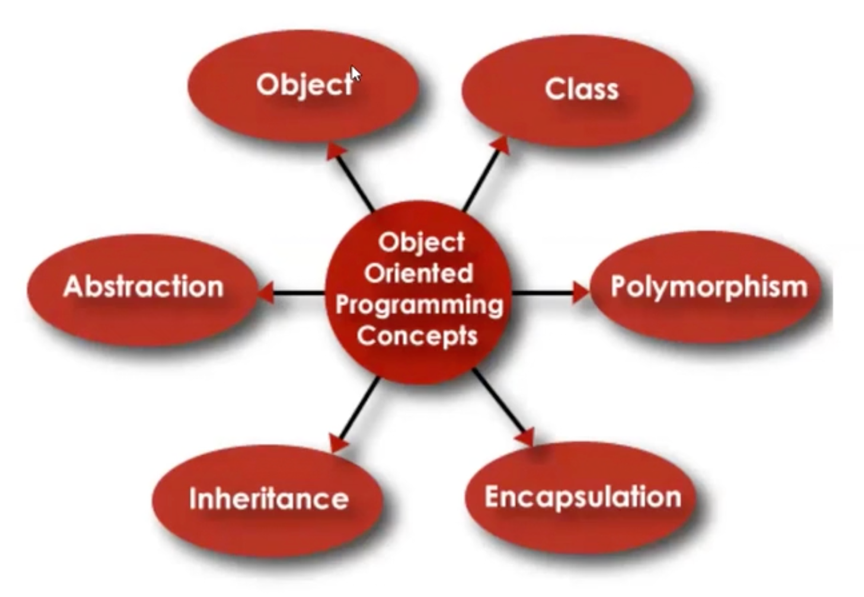 Object
Class
Object
Oriented
Programming
Concepts
Abstraction
Polymorphism
Inheritance
Encapsulation